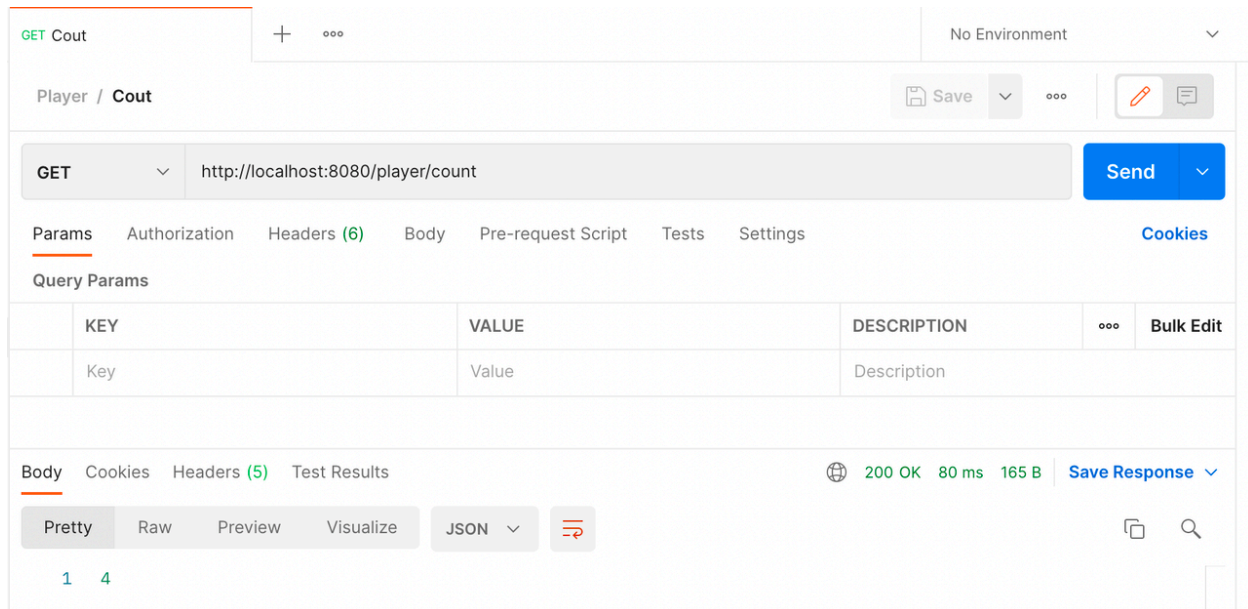 GET Cout No Environment
Player / Cout Save
GET http://localhost:8080/player/count Send
Params Authorization Headers (6) Body Pre-request Script Tests Settings Cookies
Query Params
KEY VALUE DESCRIPTION Bulk Edit
Key Value Description
Body Cookies Headers (5) Test Results 200 OK 80 ms 165 B Save Response
Pretty Raw Preview Visualize JSON
1 4